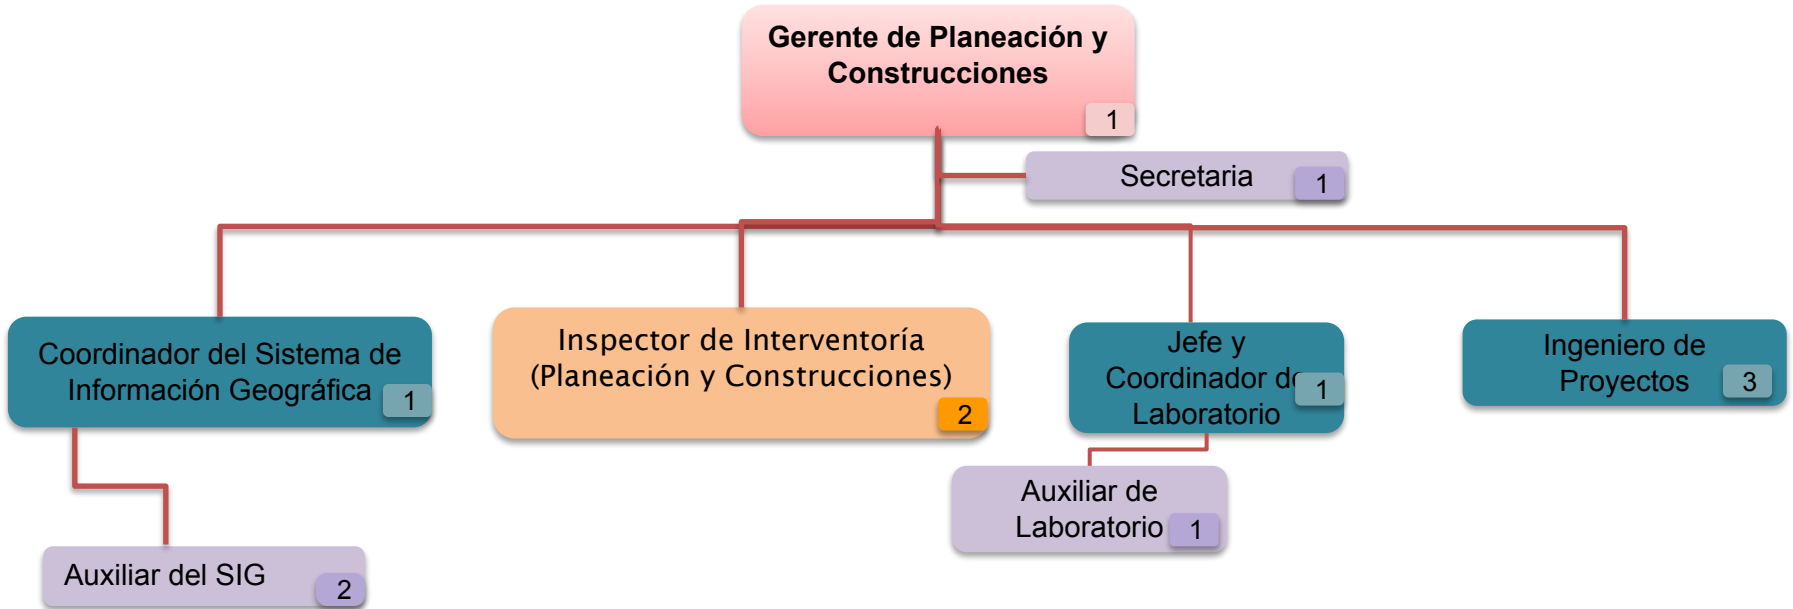 Gerente de Planeación y
Construcciones
1
Secretaria
1
Coordinador del Sistema de
Información Geográfica
1
Inspector de Interventoría
(Planeación y Construcciones)
2
Jefe y
Coordinador de
Laboratorio
1
Ingeniero de
Proyectos
3
Auxiliar de
Laboratorio
1
Auxiliar del SIG
2